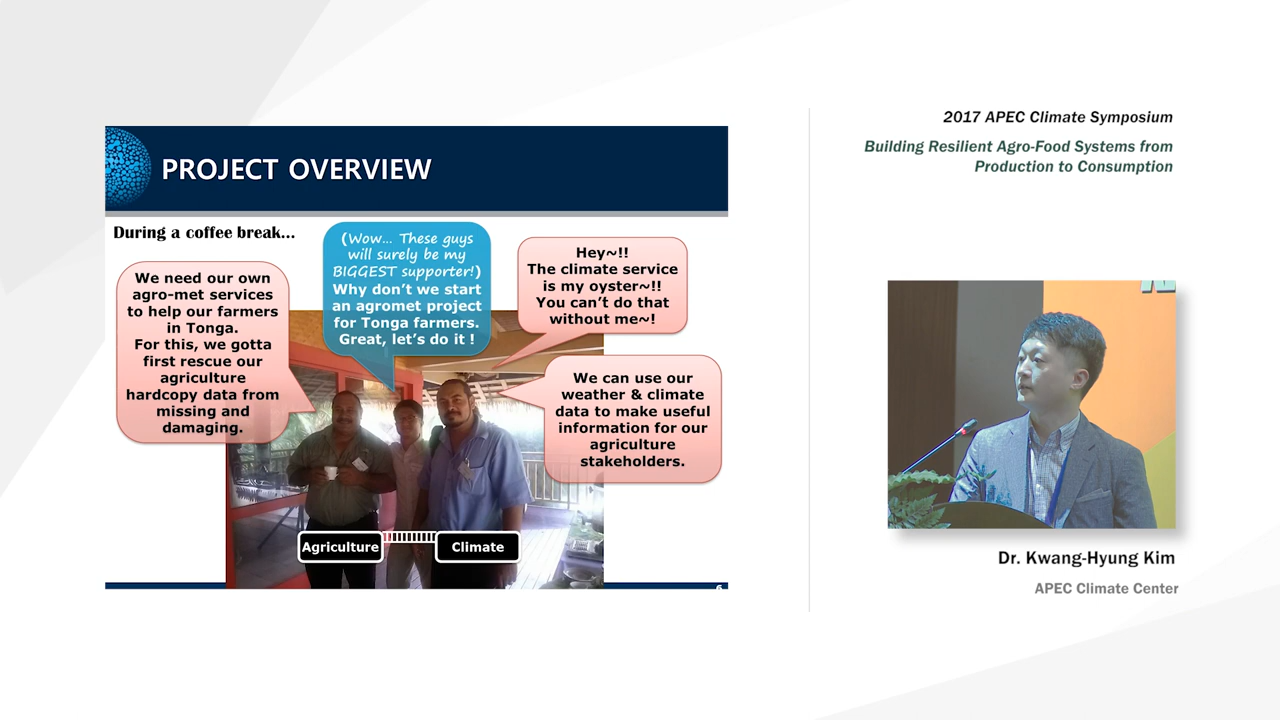 PROJECT OVERVIEW
During a coffee break...
We need our own
agro-met services
to help our farmers
in Tonga.
For this, we gotta
first rescue our
agriculture
hardcopy data from
missing and
damaging.
(Wow... These guys
will surely be my
BIGGEST supporter!)
Why don't we start
an agromet project
for Tonga farmers.
Great, let's do it !
Hey~!!
The climate service
is my oyster~!!
You can't do that
without me~!
We can use our
weather & climate
data to make useful
information for our
agriculture
stakeholders.
Agriculture
Climate
2017 APEC Climate Symposium
Building Resilient Agro-Food Systems from
Production to Consumption
Dr. Kwang-Hyung Kim
APEC Climate Center